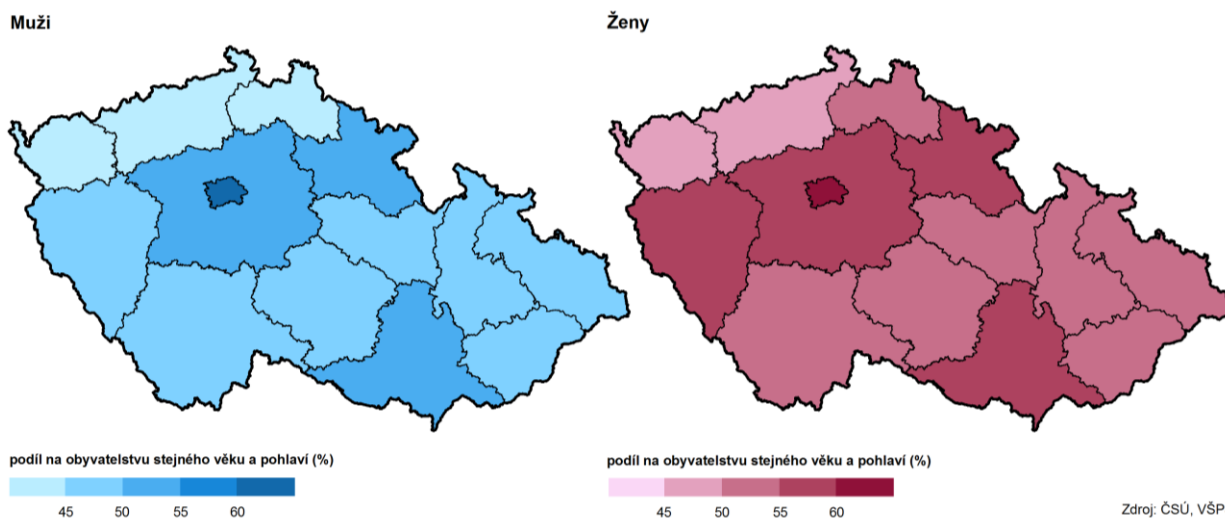 Muži
Ženy
podíl na obyvatelstvu stejného věku a pohlaví (%)
45 50 55 60
podíl na obyvatelstvu stejného věku a pohlaví (%)
45 50 55 60
Zdroj: ČSÚ, VŠP